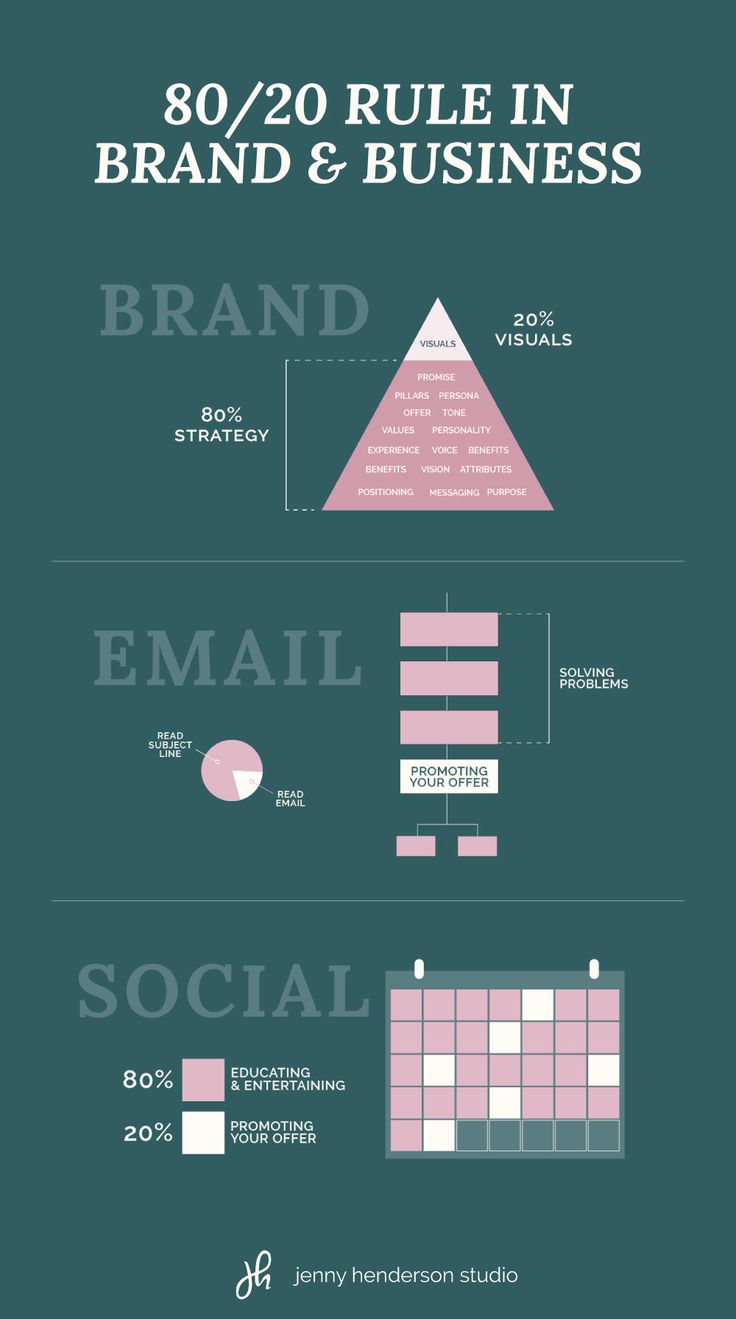 80/20 RULE IN
BRAND & BUSINESS
BRAND
20%
VISUALS
VISUALS
80%
STRATEGY
PROMISE
PILLARS PERSONA
OFFER TONE
VALUES PERSONALITY
EXPERIENCE VOICE BENEFITS
BENEFITS VISION ATTRIBUTES
POSITIONING MESSAGING PURPOSE
EMAIL
READ
SUBJECT
LINE
READ
EMAIL
SOLVING
PROBLEMS
PROMOTING
YOUR OFFER
SOCIAL
80% EDUCATING
& ENTERTAINING
20% PROMOTING
YOUR OFFER
jh jenny henderson studio